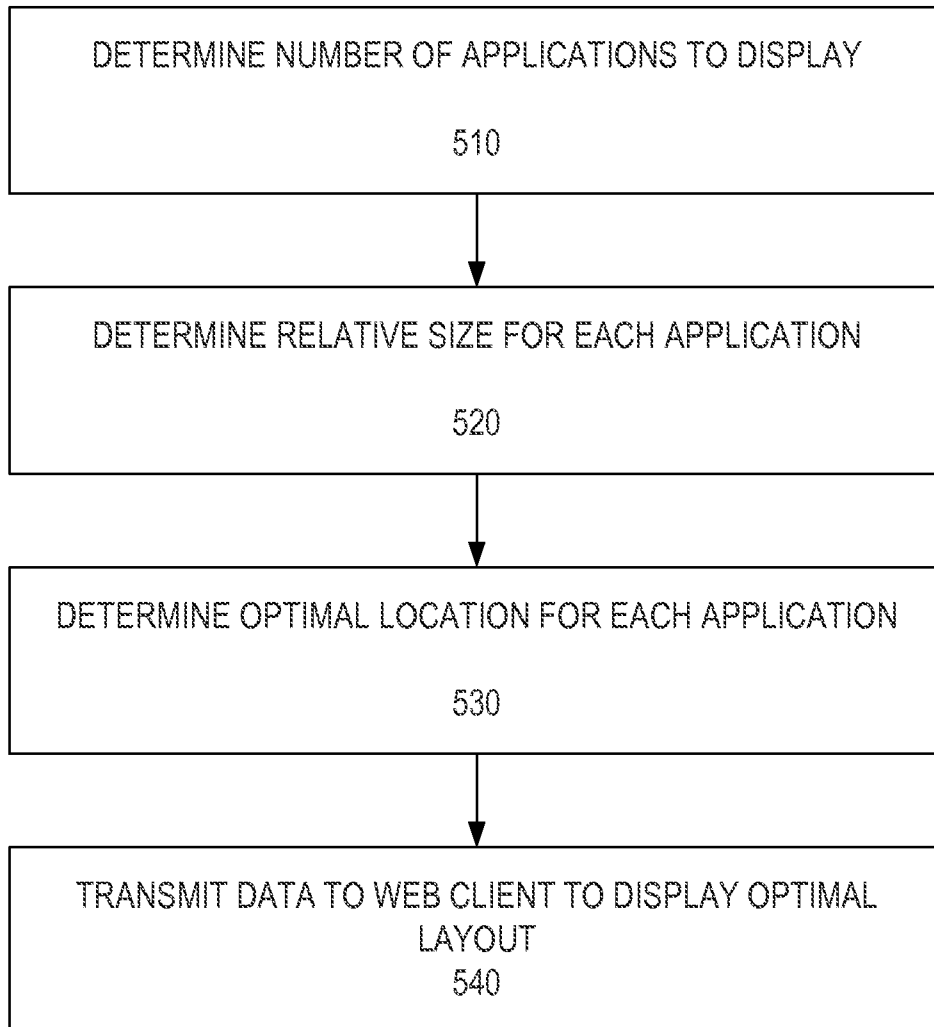 DETERMINE NUMBER OF APPLICATIONS TO DISPLAY
510
DETERMINE RELATIVE SIZE FOR EACH APPLICATION
520
DETERMINE OPTIMAL LOCATION FOR EACH APPLICATION
530
TRANSMIT DATA TO WEB CLIENT TO DISPLAY OPTIMAL
LAYOUT
540